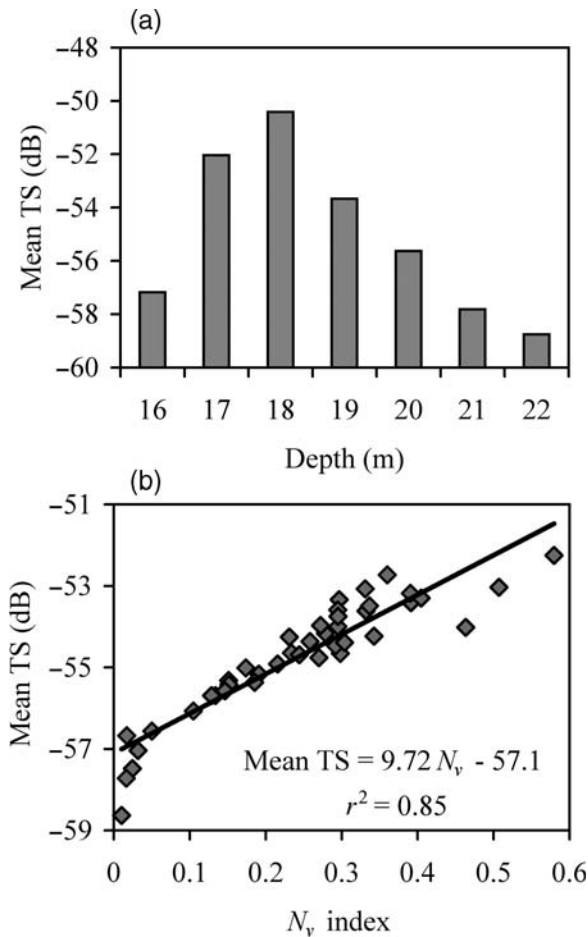 (a)
−48
−50
−52
−54
−56
−58
−60
Mean TS (dB)
16 17 18 19 20 21 22
Depth (m)
(b)
−51
−53
−55
−57
−59
Mean TS (dB)
Mean TS = 9.72 Nᵥ - 57.1
r² = 0.85
0 0.1 0.2 0.3 0.4 0.5 0.6
Nᵥ index